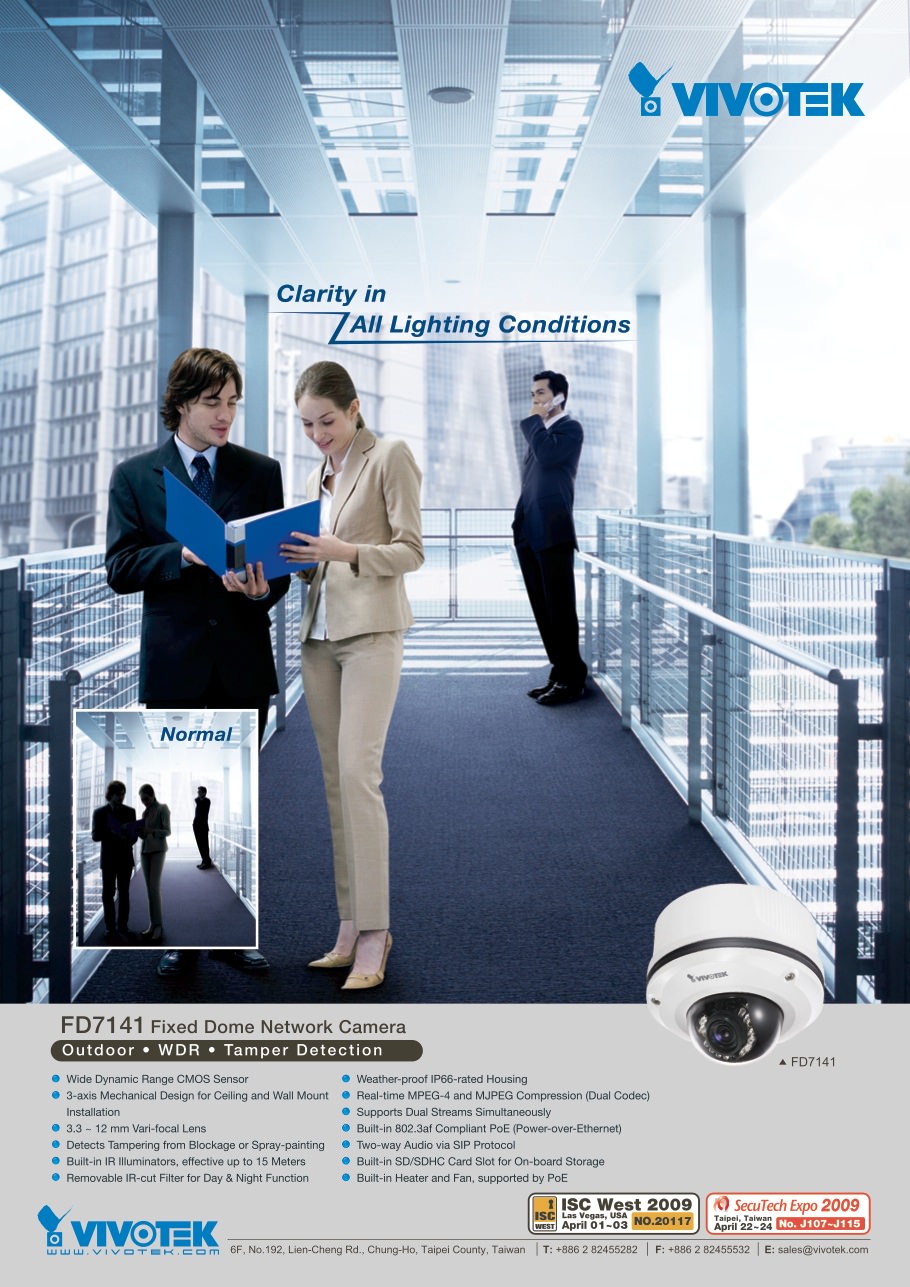 VIVOTEK
Clarity in
All Lighting Conditions
Normal
VIVOTEK
FD7141 Fixed Dome Network Camera
Outdoor • WDR • Tamper Detection
▲ FD7141
Wide Dynamic Range CMOS Sensor
3-axis Mechanical Design for Ceiling and Wall Mount
Installation
3.3 ~ 12 mm Vari-focal Lens
Detects Tampering from Blockage or Spray-painting
Built-in IR Illuminators, effective up to 15 Meters
Removable IR-cut Filter for Day & Night Function
Weather-proof IP66-rated Housing
Real-time MPEG-4 and MJPEG Compression (Dual Codec)
Supports Dual Streams Simultaneously
Built-in 802.3af Compliant PoE (Power-over-Ethernet)
Two-way Audio via SIP Protocol
Built-in SD/SDHC Card Slot for On-board Storage
Built-in Heater and Fan, supported by PoE
ISC
WEST
ISC West 2009
Las Vegas, USA
April 01~03
NO.20117
SecuTech Expo 2009
Taipei, Taiwan
April 22~24
No. J107~J115
VIVOTEK
WWW.VIVOTEK.COM
6F, No.192, Lien-Cheng Rd., Chung-Ho, Taipei County, Taiwan | T: +886 2 82455282 | F: +886 2 82455532 | E: sales@vivotek.com